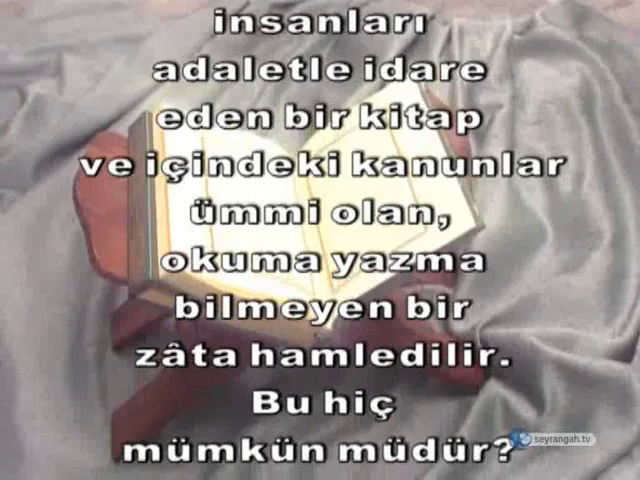 insanları
adaletle idare
eden bir kitap
ve içindeki kanunlar
ümmi olan,
okuma yazma
bilmeyen bir
zâta hamledilir.
Bu hiç
mümkün müdür?
seyrangah.tv